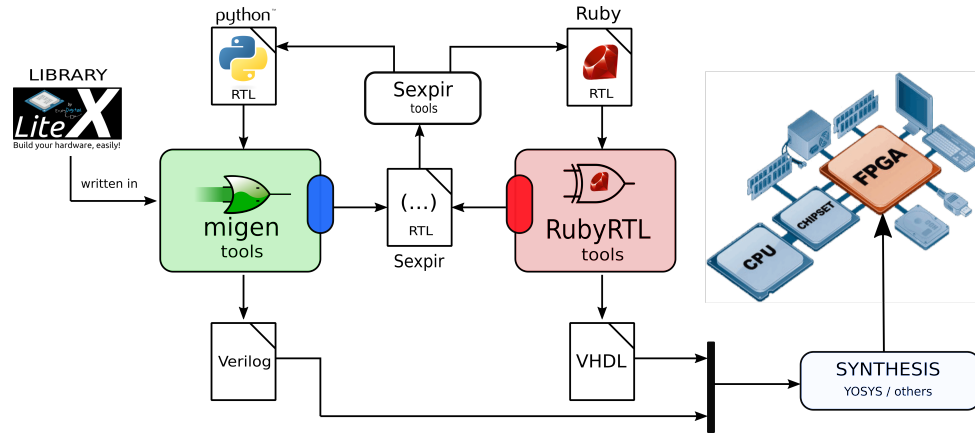 python™
Ruby
LIBRARY
LiteX
Build your hardware, easily!
RTL
Sexpir
tools
RTL
written in
migen
tools
(...)
RTL
Sexpir
RubyRTL
tools
FPGA
CHIPSET
CPU
Verilog
VHDL
SYNTHESIS
YOSYS / others